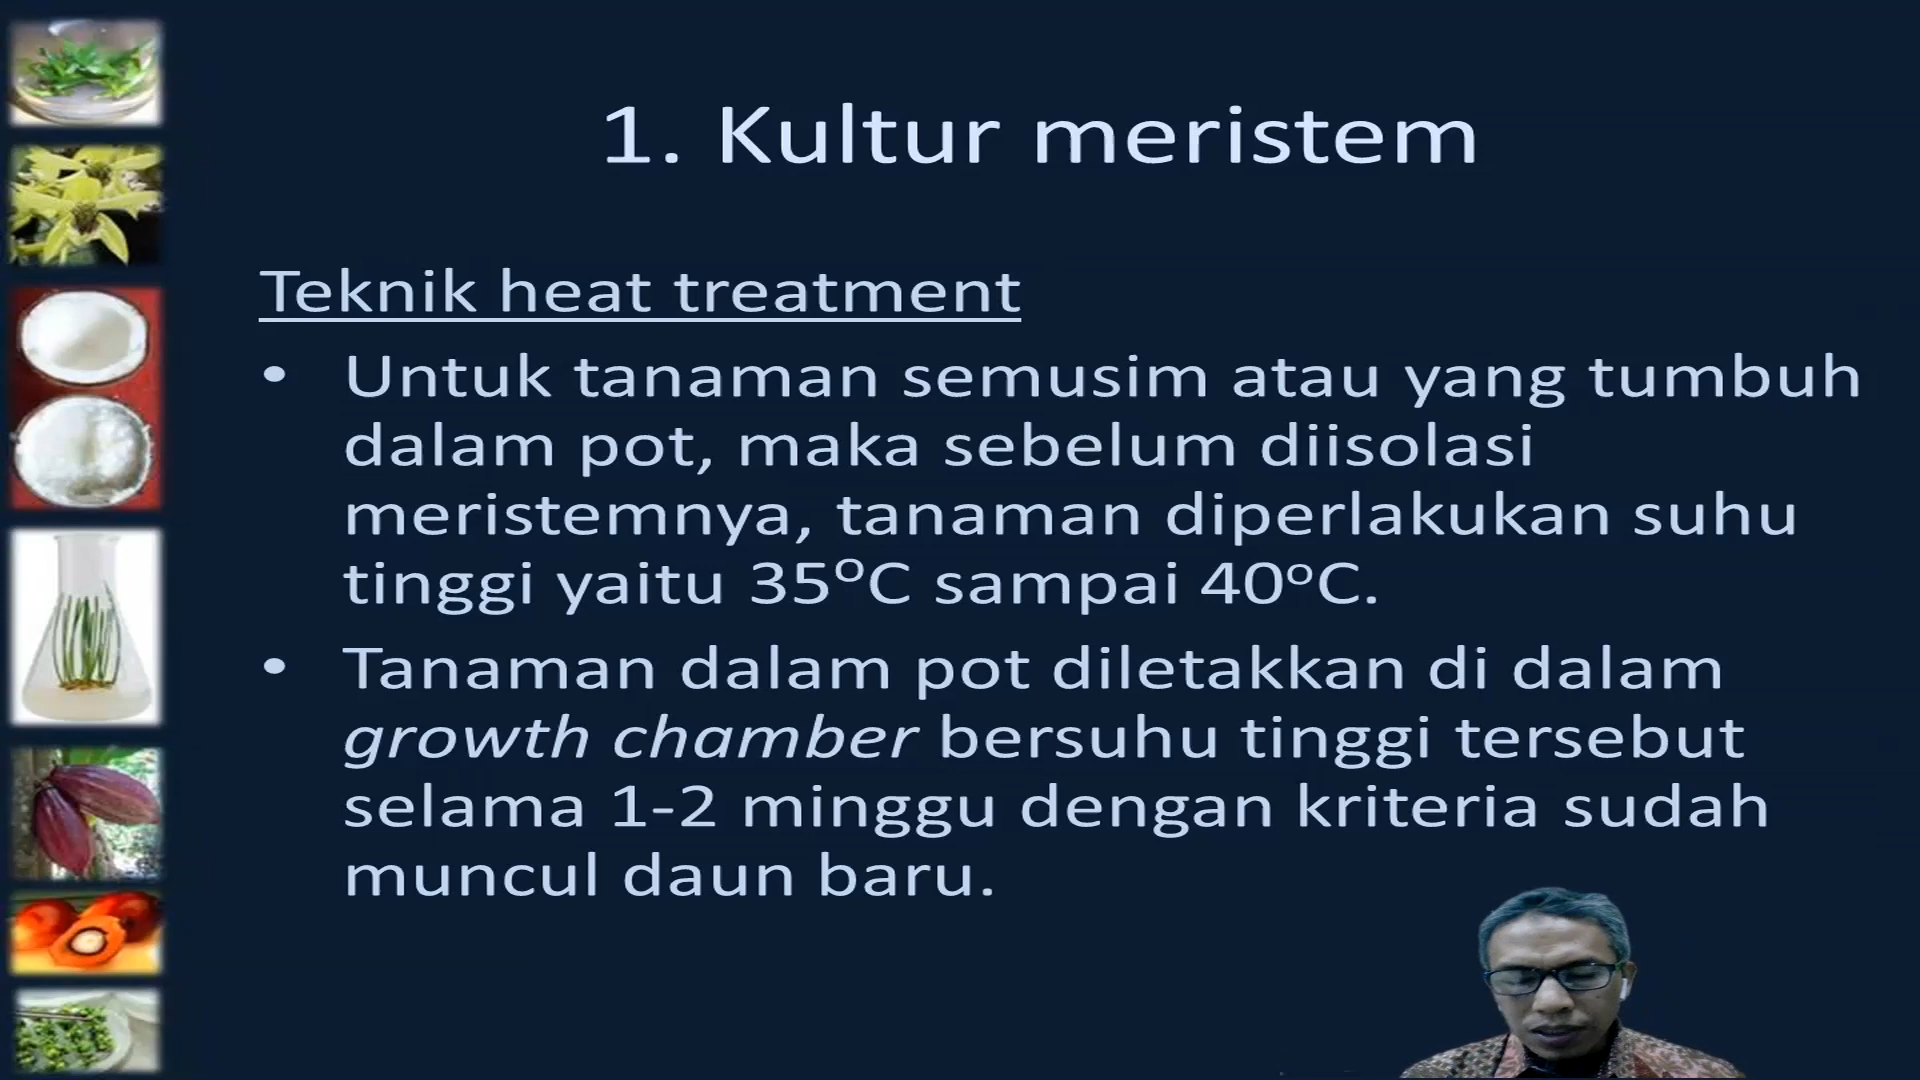 1. Kultur meristem
Teknik heat treatment
• Untuk tanaman semusim atau yang tumbuh
dalam pot, maka sebelum diisolasi
meristemnya, tanaman diperlakukan suhu
tinggi yaitu 35ºC sampai 40ºC.
• Tanaman dalam pot diletakkan di dalam
growth chamber bersuhu tinggi tersebut
selama 1-2 minggu dengan kriteria sudah
muncul daun baru.